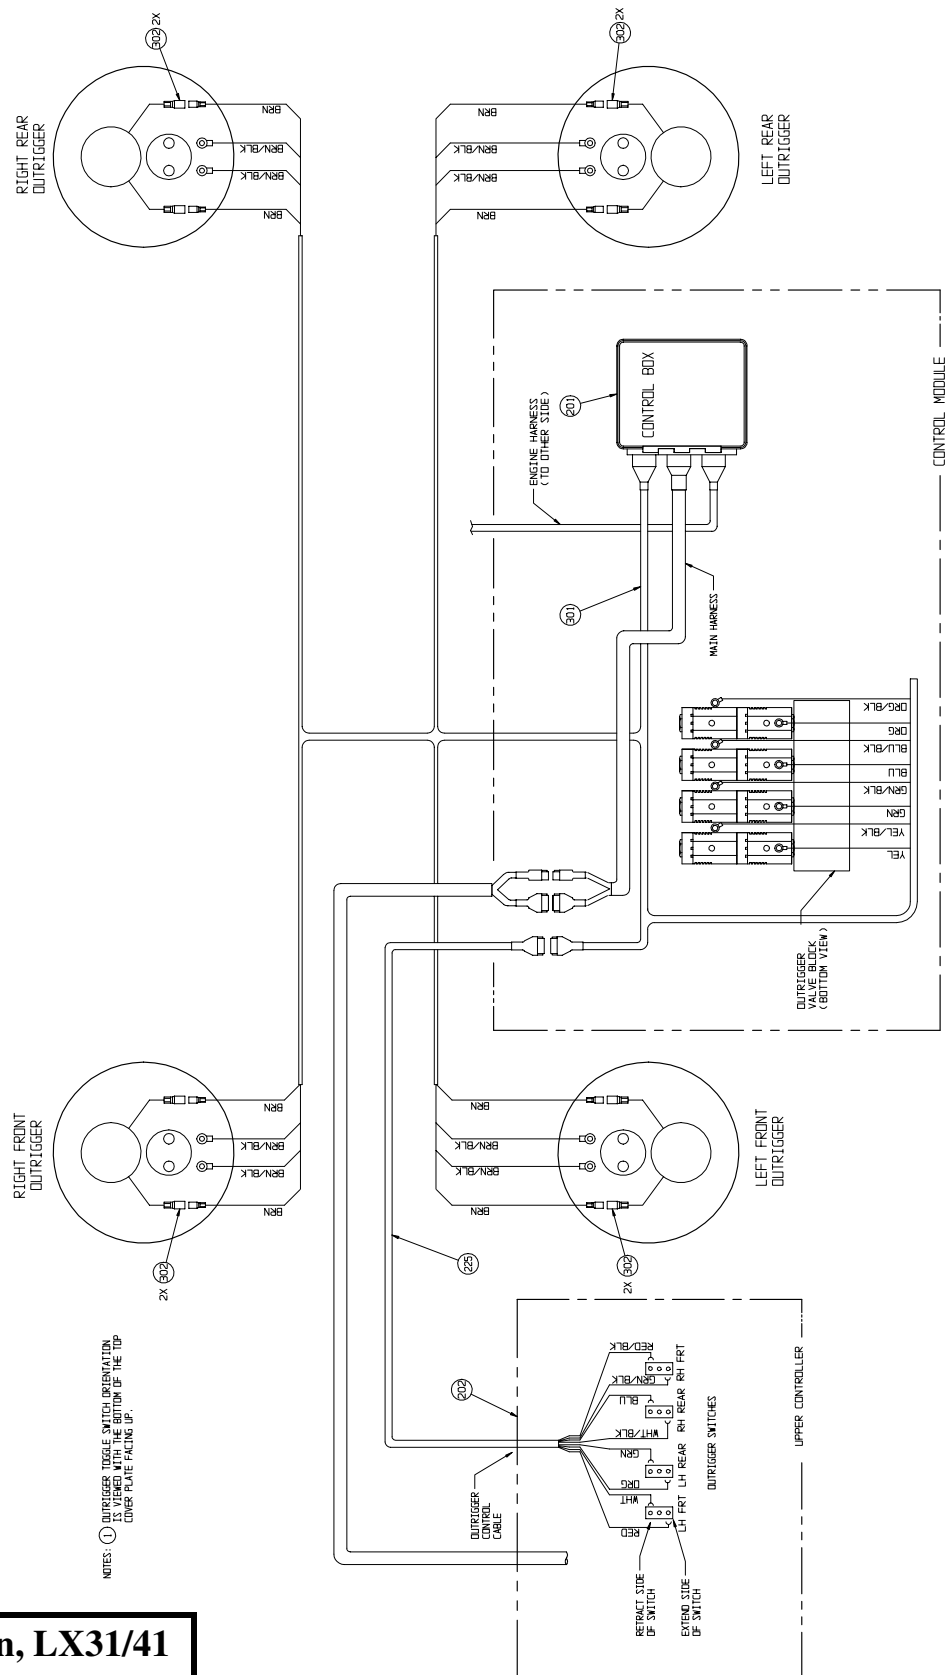 302 2X
RIGHT REAR
OUTRIGGER
BRN
BRN/BLK
BRN/BLK
BRN
302 2X
LEFT REAR
OUTRIGGER
BRN
BRN/BLK
BRN/BLK
BRN
CONTROL BOX
201
ENGINE HARNESS
(TO OTHER SIDE)
CONTROL MODULE
301
MAIN HARNESS
ORG/BLK
ORG
BLU/BLK
BLU
GRN/BLK
GRN
YEL/BLK
YEL
OUTRIGGER
VALVE BLOCK
(BOTTOM VIEW)
RIGHT FRONT
OUTRIGGER
BRN
BRN/BLK
BRN/BLK
BRN
2X 302
LEFT FRONT
OUTRIGGER
BRN
BRN/BLK
BRN/BLK
BRN
2X 302
225
202
OUTRIGGER
CONTROL
CABLE
RED/BLK
GRN/BLK
BLU
WHT/BLK
GRN
ORG
WHT
RED
LH FRT LH REAR RH REAR RH FRT
OUTRIGGER SWITCHES
UPPER CONTROLLER
RETRACT SIDE
OF SWITCH
EXTEND SIDE
OF SWITCH
NOTES: 1 OUTRIGGER TOGGLE SWITCH ORIENTATION
IS VIEWED WITH THE BOTTOM OF THE TOP
COVER PLATE FACING UP.
n, LX31/41